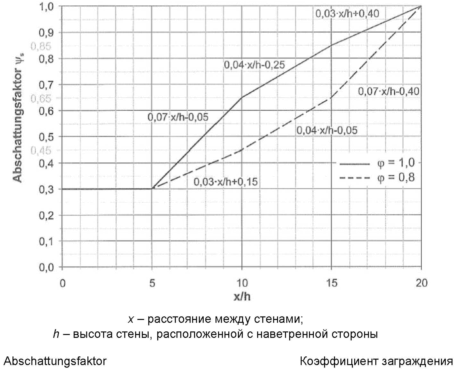 Abschattungsfaktor ψs
1,0
0,9
0,85
0,8
0,7
0,65
0,6
0,5
0,45
0,4
0,3
0,2
0,1
0,0
0,03·x/h+0,40
0,04·x/h-0,25
0,07·x/h-0,40
0,07·x/h-0,05
0,04·x/h-0,05
0,03·x/h+0,15
φ = 1,0
φ = 0,8
0 5 10 15 20
x/h
x – расстояние между стенами;
h – высота стены, расположенной с наветренной стороны
Abschattungsfaktor Коэффициент заграждения